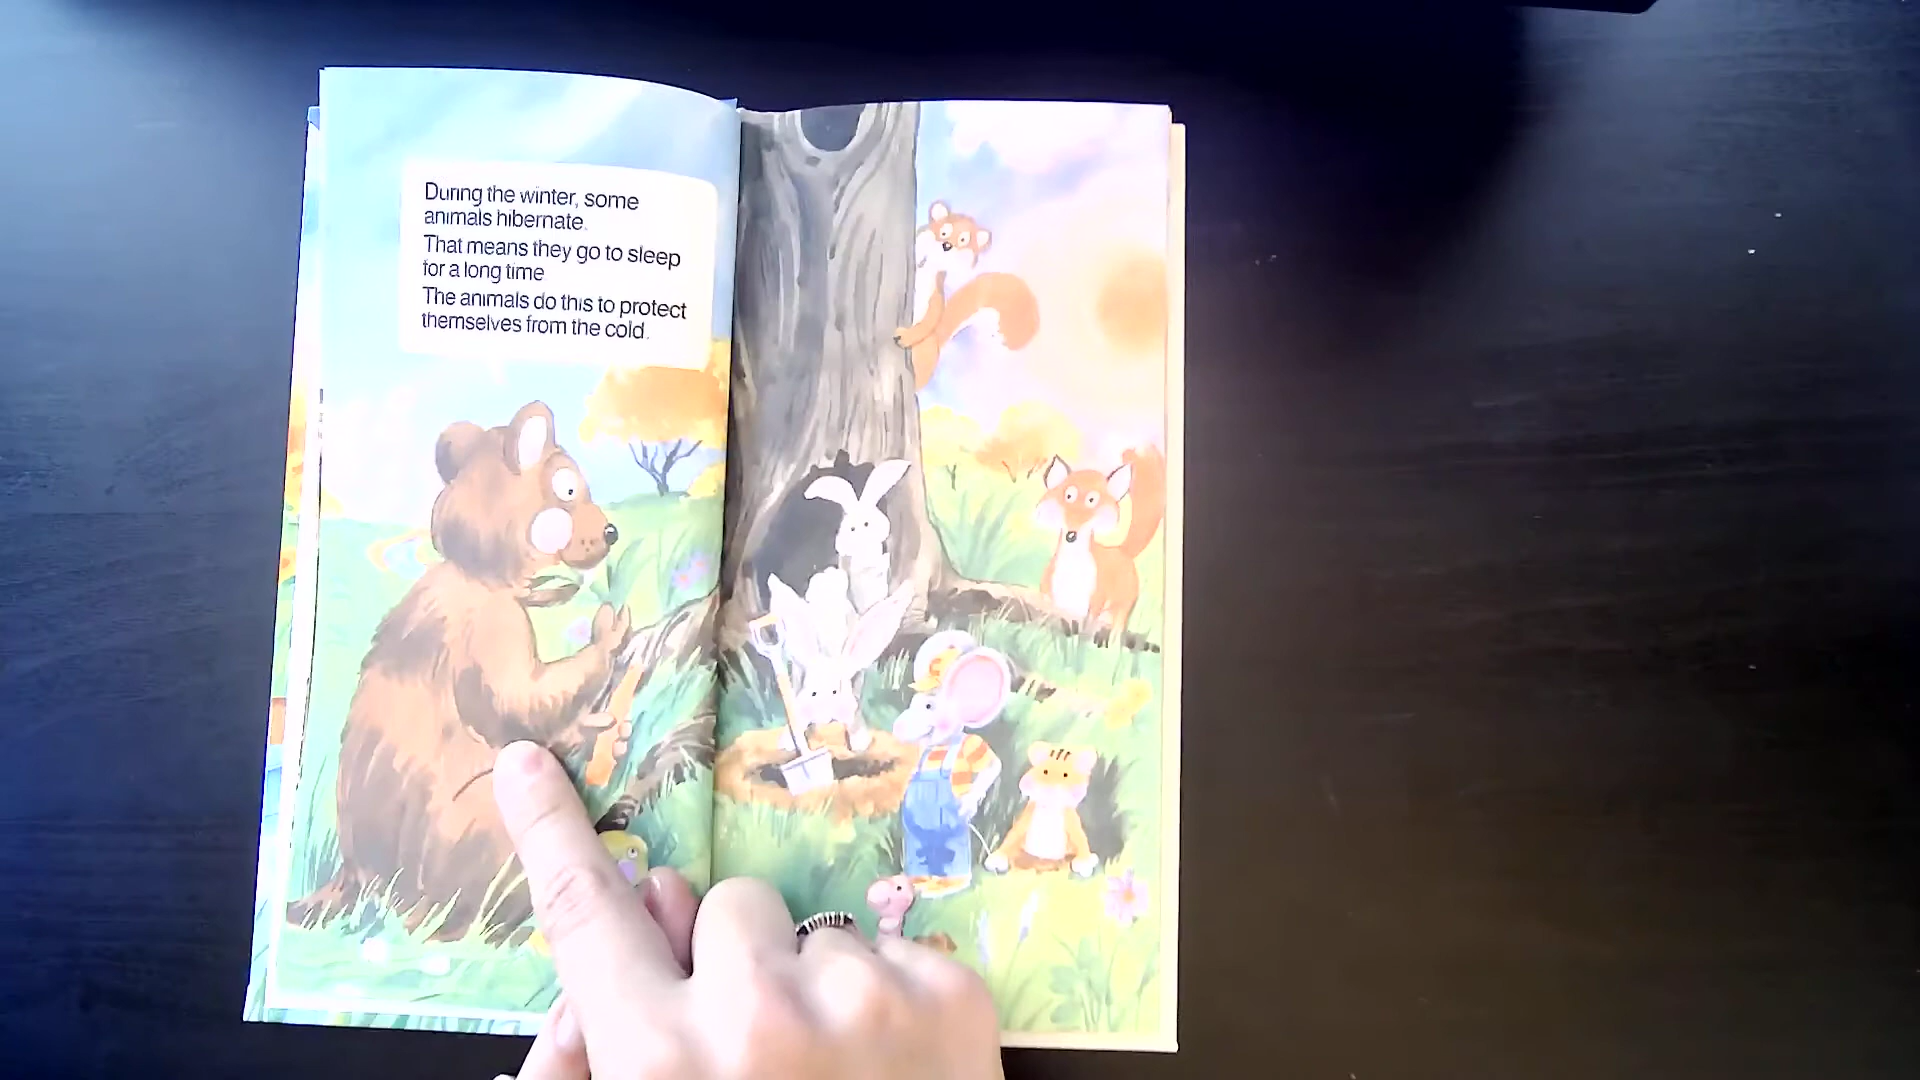 During the winter, some
animals hibernate.
That means they go to sleep
for a long time
The animals do this to protect
themselves from the cold.